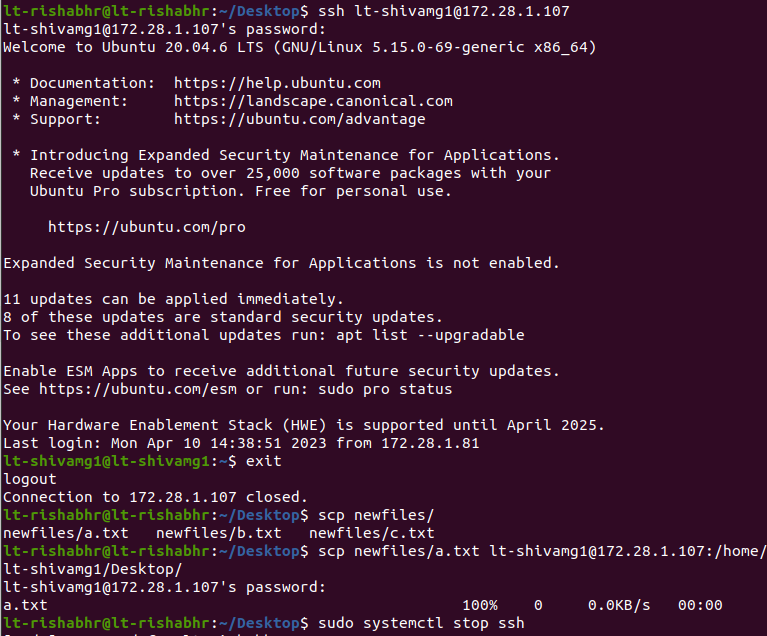 lt-rishabhr@lt-rishabhr:~/Desktop$ ssh lt-shivamg1@172.28.1.107
lt-shivamg1@172.28.1.107's password:
Welcome to Ubuntu 20.04.6 LTS (GNU/Linux 5.15.0-69-generic x86_64)
* Documentation:  https://help.ubuntu.com
* Management:     https://landscape.canonical.com
* Support:        https://ubuntu.com/advantage
* Introducing Expanded Security Maintenance for Applications.
Receive updates to over 25,000 software packages with your
Ubuntu Pro subscription. Free for personal use.
https://ubuntu.com/pro
Expanded Security Maintenance for Applications is not enabled.
11 updates can be applied immediately.
8 of these updates are standard security updates.
To see these additional updates run: apt list --upgradable
Enable ESM Apps to receive additional future security updates.
See https://ubuntu.com/esm or run: sudo pro status
Your Hardware Enablement Stack (HWE) is supported until April 2025.
Last login: Mon Apr 10 14:38:51 2023 from 172.28.1.81
lt-shivamg1@lt-shivamg1:~$ exit
logout
Connection to 172.28.1.107 closed.
lt-rishabhr@lt-rishabhr:~/Desktop$ scp newfiles/
newfiles/a.txt   newfiles/b.txt   newfiles/c.txt
lt-rishabhr@lt-rishabhr:~/Desktop$ scp newfiles/a.txt lt-shivamg1@172.28.1.107:/home/
lt-shivamg1/Desktop/
lt-shivamg1@172.28.1.107's password:
a.txt                                              100%    0     0.0KB/s   00:00
lt-rishabhr@lt-rishabhr:~/Desktop$ sudo systemctl stop ssh